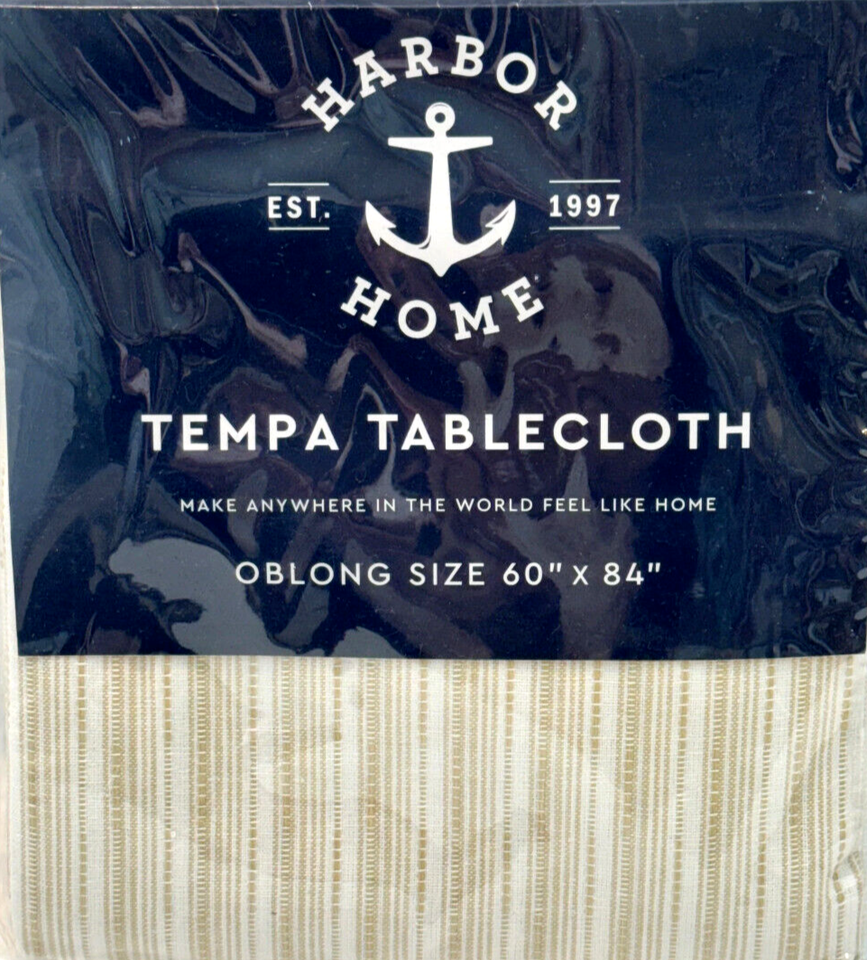 HARBOR
EST. 1997
HOME
TEMPA TABLECLOTH
MAKE ANYWHERE IN THE WORLD FEEL LIKE HOME
OBLONG SIZE 60" X 84"